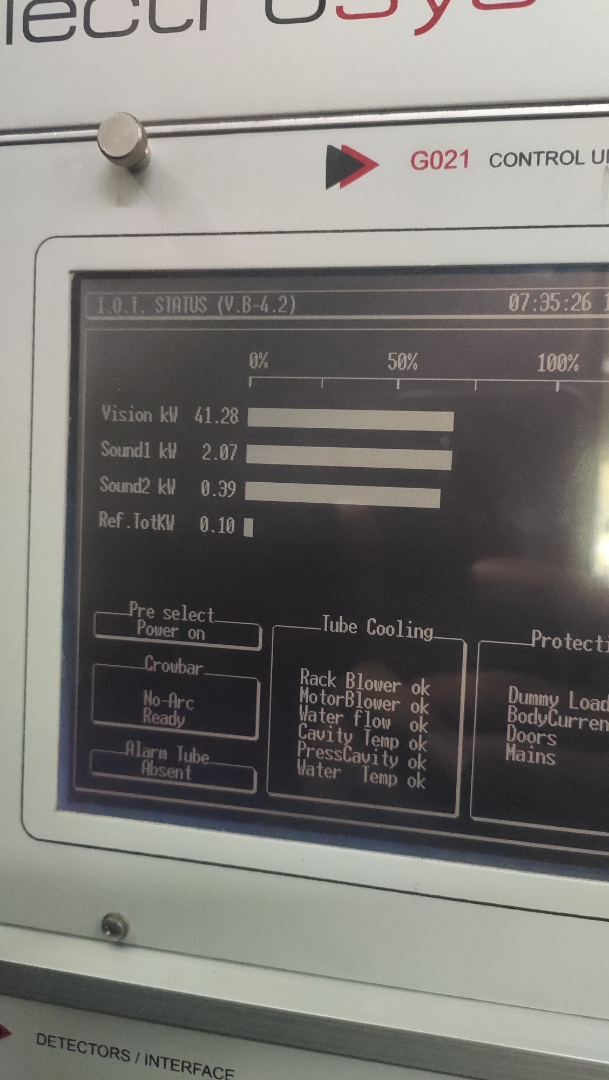 lectroSys
G021 CONTROL U
I.O.T. STATUS (V.B-4.2) 07:35:26
0% 50% 100%
Vision kW 41.28
Sound1 kW 2.07
Sound2 kW 0.39
Ref.TotKW 0.10
Pre select
Power on
Crowbar
No-Arc
Ready
Alarm Tube
Absent
Tube Cooling
Rack Blower ok
MotorBlower ok
Water flow ok
Cavity Temp ok
PressCavity ok
Water Temp ok
Protecti
Dummy Load
BodyCurren
Doors
Mains
DETECTORS / INTERFACE